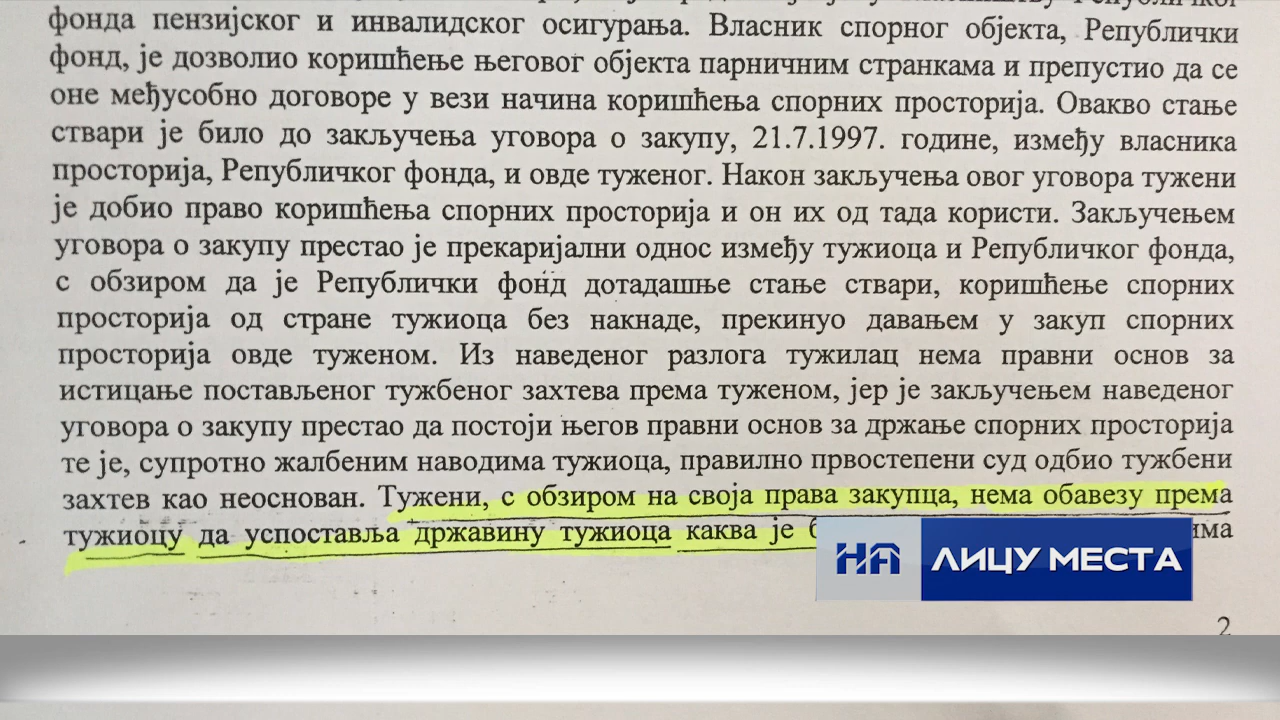 фонда пензијског и инвалидског осигурања. Власник спорног објекта, Републички
фонд, је дозволио коришћење његовог објекта парничним странкама и препустио да се
оне међусобно договоре у вези начина коришћења спорних просторија. Овакво стање
ствари је било до закључења уговора о закупу, 21.7.1997. године, између власника
просторија, Републичког фонда, и овде туженог. Након закључења овог уговора тужени
је добио право коришћења спорних просторија и он их од тада користи. Закључењем
уговора о закупу престао је прекаријални однос између тужиоца и Републичког фонда,
с обзиром да је Републички фонд дотадашње стање ствари, коришћење спорних
просторија од стране тужиоца без накнаде, прекинуо давањем у закуп спорних
просторија овде туженом. Из наведеног разлога тужилац нема правни основ за
истицање постављеног тужбеног захтева према туженом, јер је закључењем наведеног
уговора о закупу престао да постоји његов правни основ за држање спорних просторија
те је, супротно жалбеним наводима тужиоца, правилно првостепени суд одбио тужбени
захтев као неоснован. Тужени, с обзиром на своја права закупца, нема обавезу према
тужиоцу да успоставља државину тужиоца каква је
НА ЛИЦУ МЕСТА
2